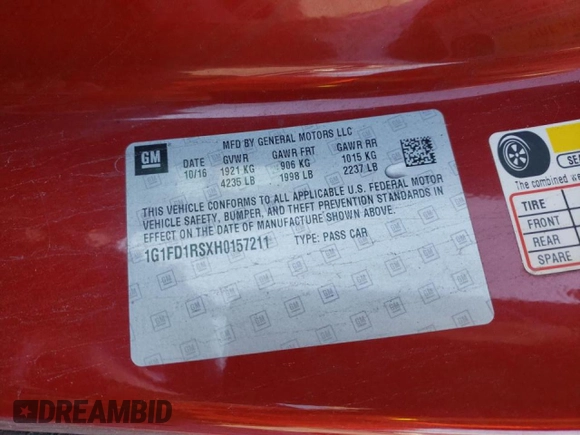 GM
MFD BY GENERAL MOTORS LLC
DATE GVWR GAWR FRT GAWR RR
10/16 1921 KG 906 KG 1015 KG
4235 LB 1998 LB 2237 LB
THIS VEHICLE CONFORMS TO ALL APPLICABLE U.S. FEDERAL MOTOR
VEHICLE SAFETY, BUMPER, AND THEFT PREVENTION STANDARDS IN
EFFECT ON THE DATE OF MANUFACTURE SHOWN ABOVE.
1G1FD1RSXH0157211 TYPE: PASS CAR
The combined
TIRE
FRONT
REAR
SPARE
DREAMBID